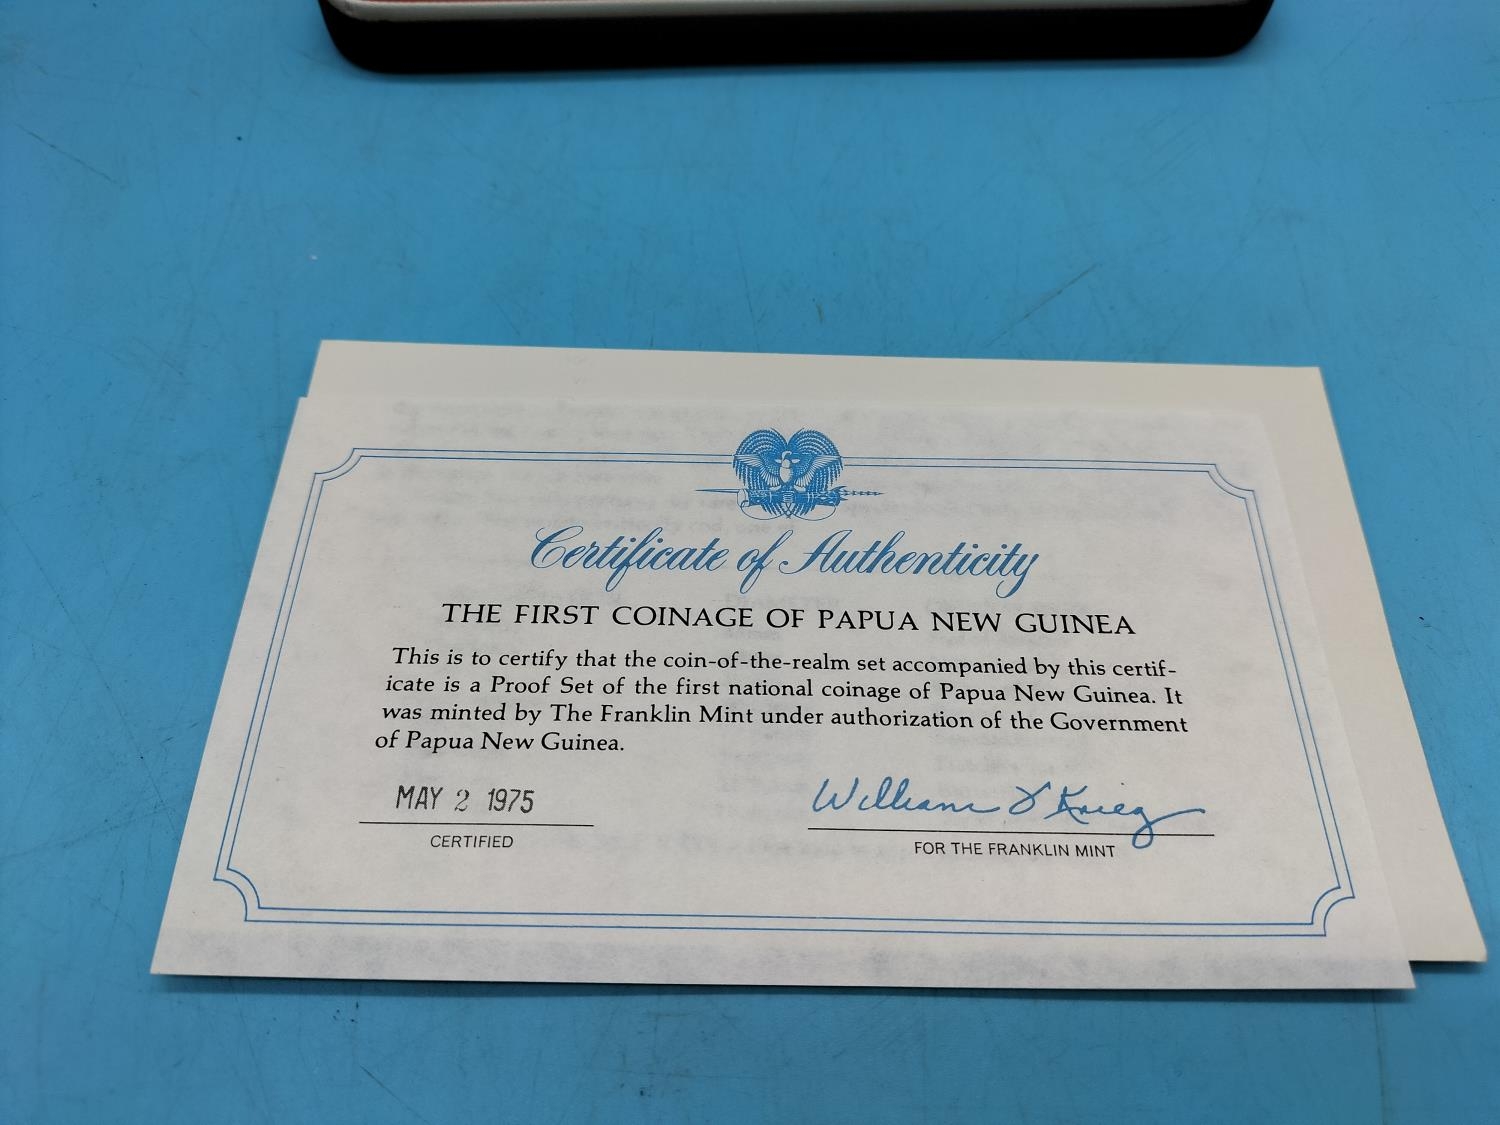 Certificate of Authenticity
THE FIRST COINAGE OF PAPUA NEW GUINEA
This is to certify that the coin-of-the-realm set accompanied by this certif-
icate is a Proof Set of the first national coinage of Papua New Guinea. It
was minted by The Franklin Mint under authorization of the Government
of Papua New Guinea.
MAY 2 1975
CERTIFIED
William Krieg
FOR THE FRANKLIN MINT